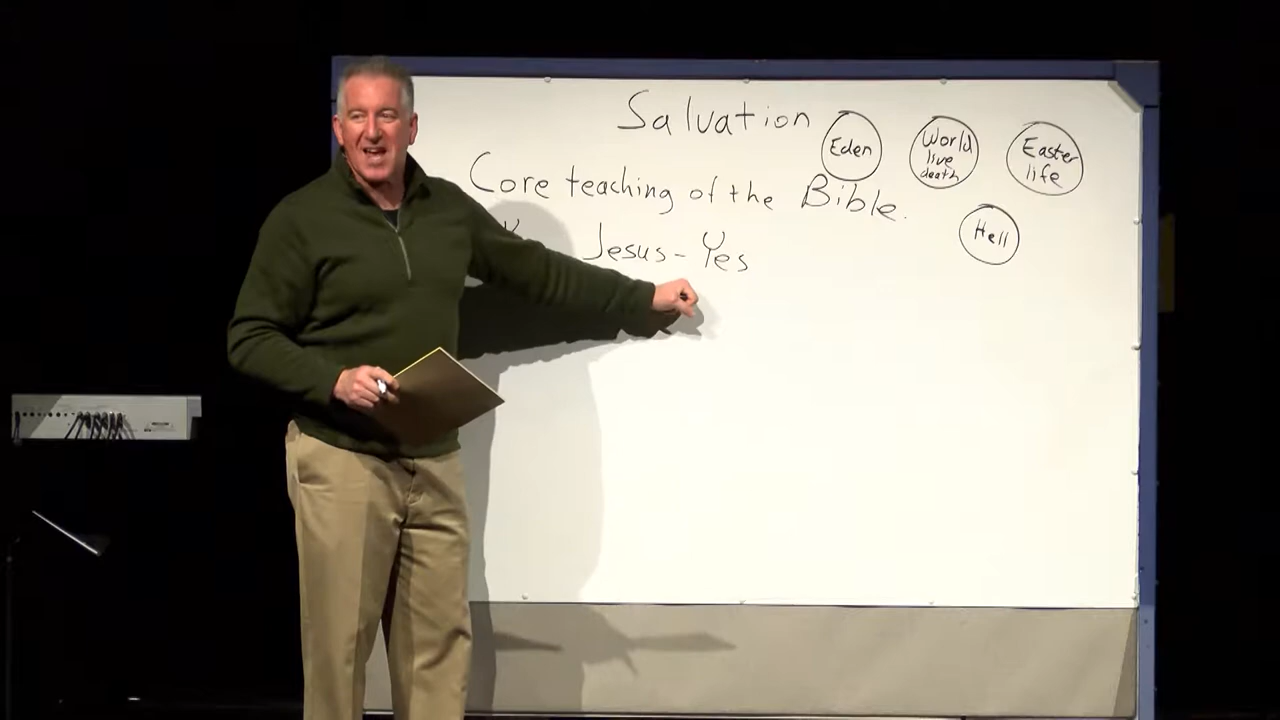 Salvation
Eden
World
live
death
Easter
life
Core teaching of the Bible.
Hell
Jesus - Yes